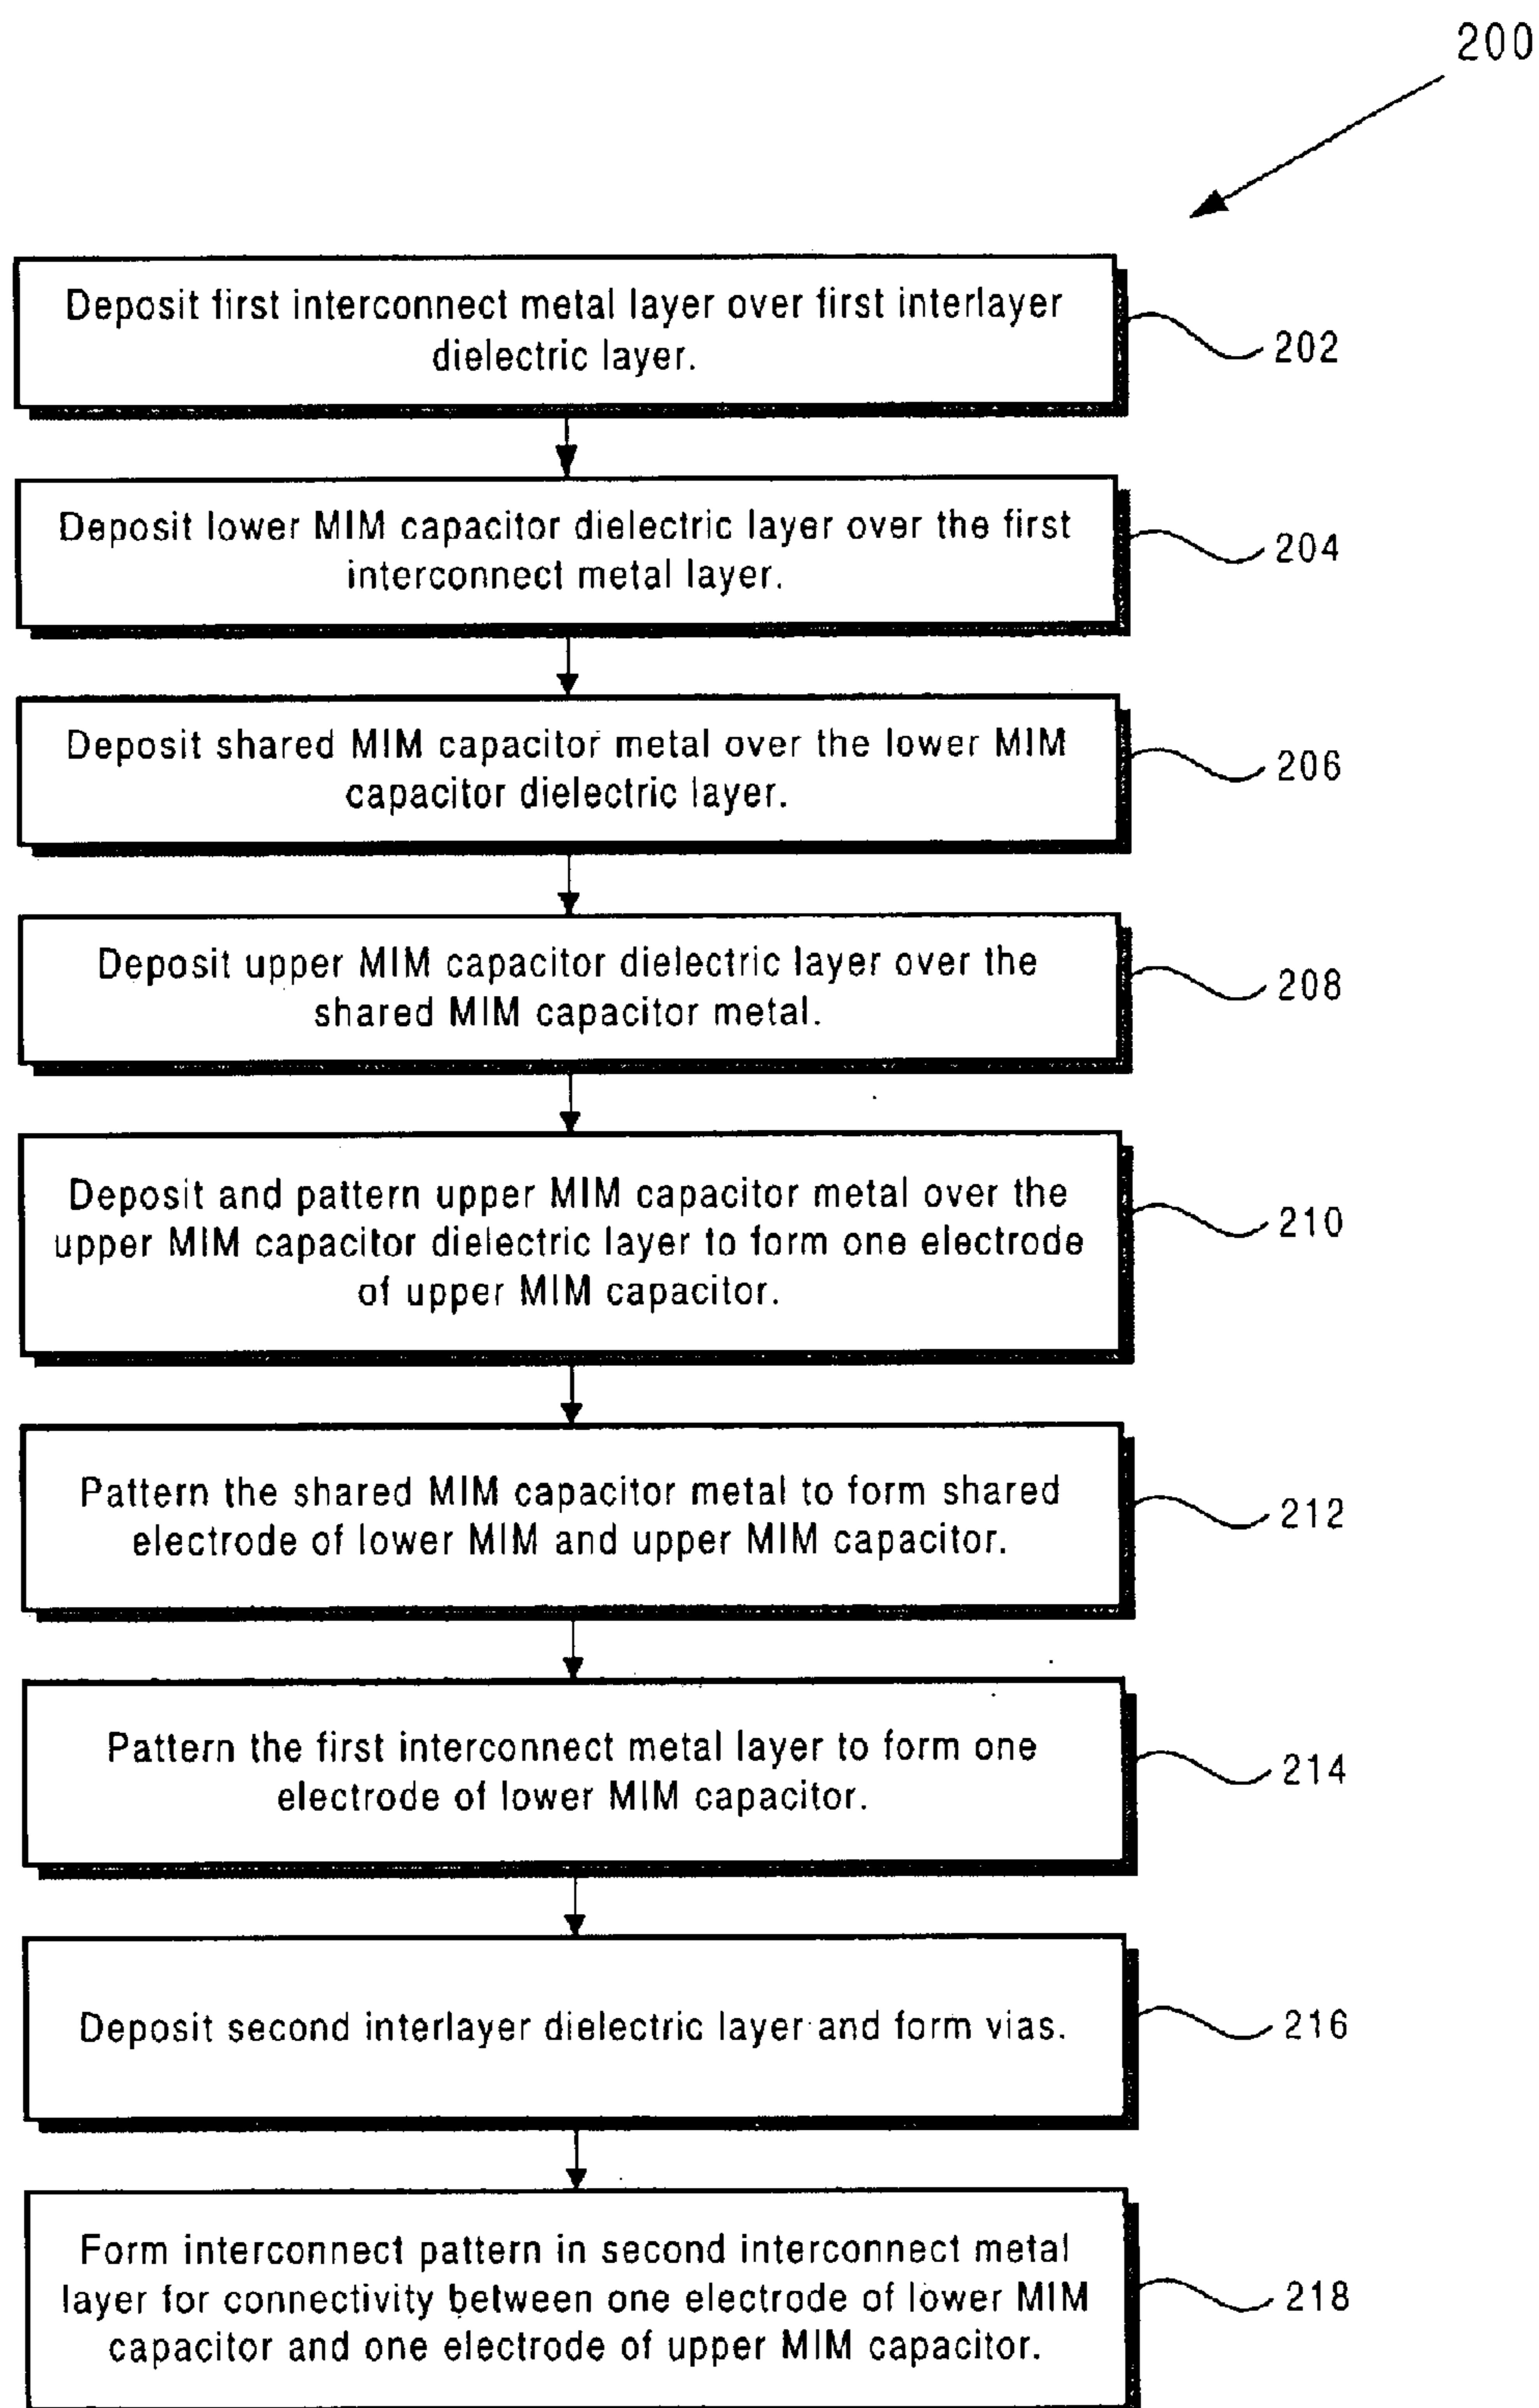 200
Deposit first interconnect metal layer over first interlayer
dielectric layer.
202
Deposit lower MIM capacitor dielectric layer over the first
interconnect metal layer.
204
Deposit shared MIM capacitor metal over the lower MIM
capacitor dielectric layer.
206
Deposit upper MIM capacitor dielectric layer over the
shared MIM capacitor metal.
208
Deposit and pattern upper MIM capacitor metal over the
upper MIM capacitor dielectric layer to form one electrode
of upper MIM capacitor.
210
Pattern the shared MIM capacitor metal to form shared
electrode of lower MIM and upper MIM capacitor.
212
Pattern the first interconnect metal layer to form one
electrode of lower MIM capacitor.
214
Deposit second interlayer dielectric layer and form vias.
216
Form interconnect pattern in second interconnect metal
layer for connectivity between one electrode of lower MIM
capacitor and one electrode of upper MIM capacitor.
218